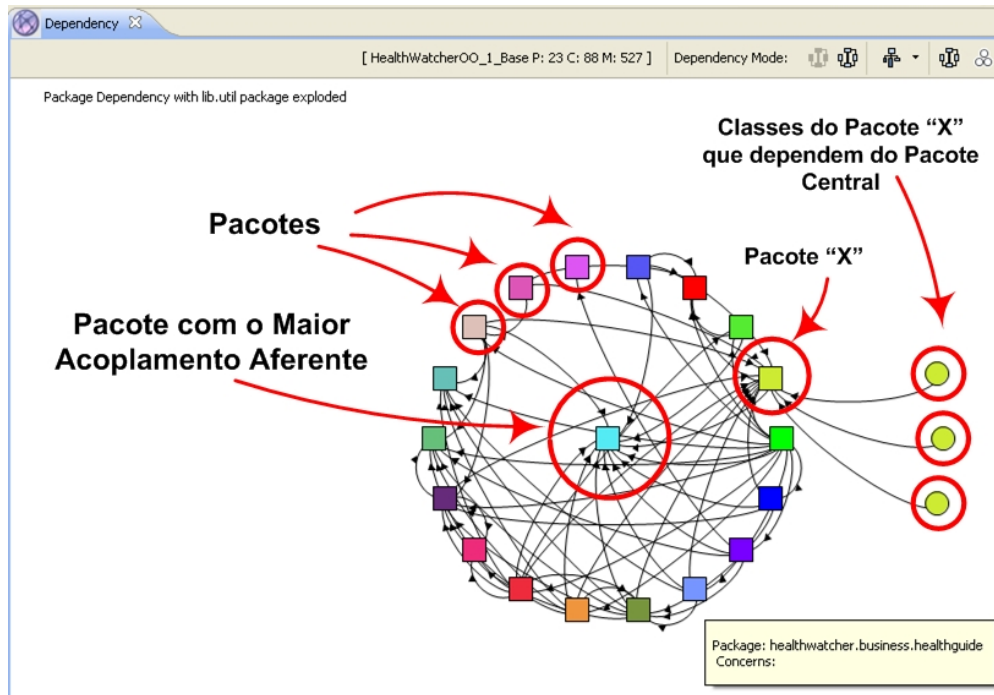 Dependency
[ HealthWatcherOO_1_Base P: 23 C: 88 M: 527 ] Dependency Mode:
Package Dependency with lib.util package exploded
Classes do Pacote “X”
que dependem do Pacote
Central
Pacotes
Pacote “X”
Pacote com o Maior
Acoplamento Aferente
Package: healthwatcher.business.healthguide
Concerns: